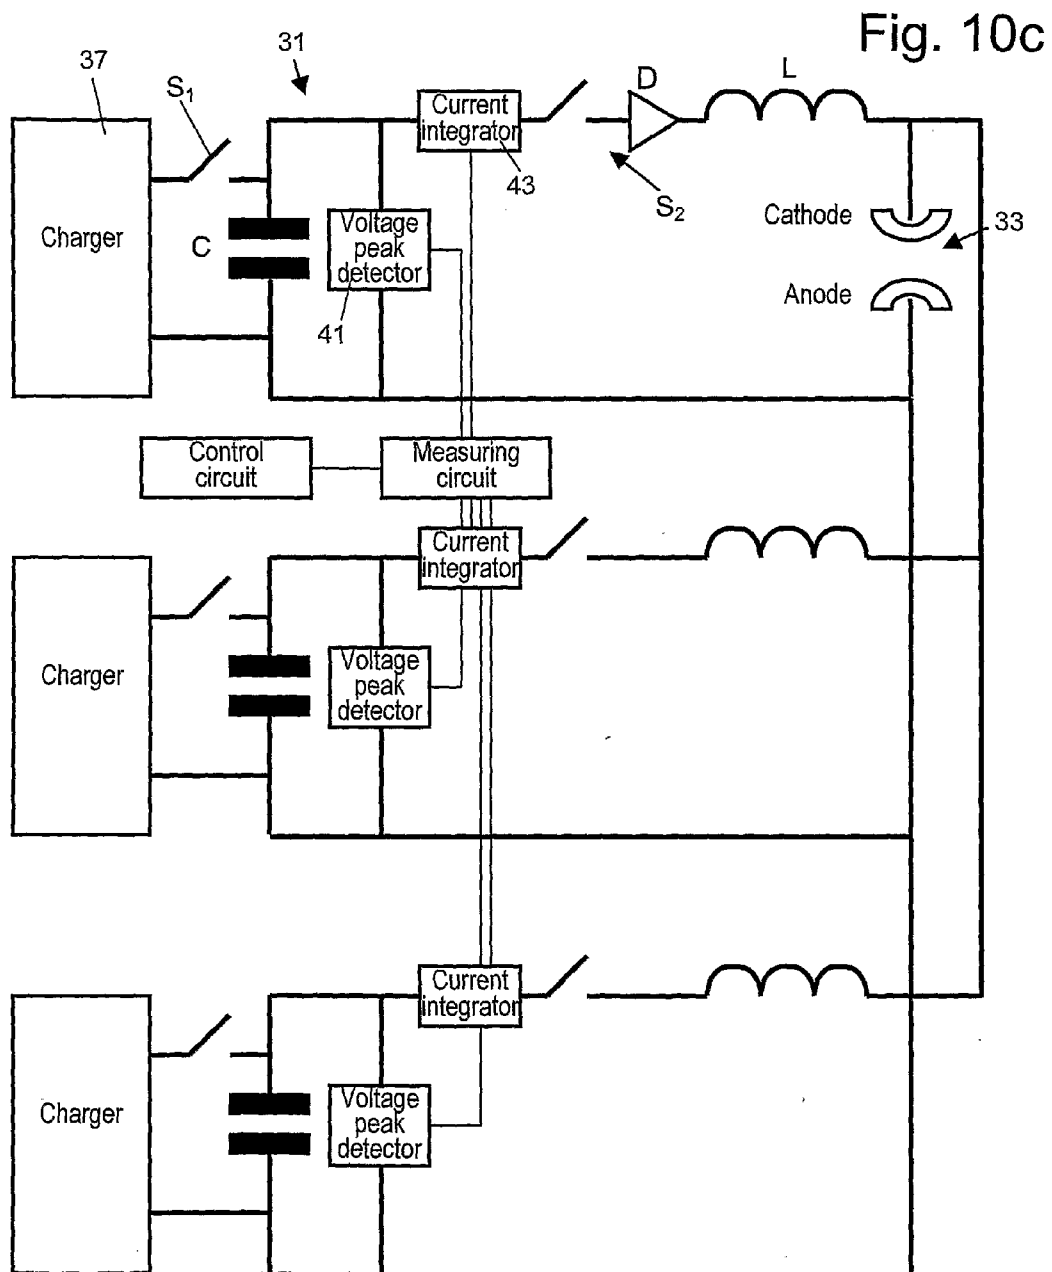 Fig. 10c
37
31
S1
D
L
Current
integrator
43
S2
Charger
C
Voltage
peak
detector
41
Cathode
33
Anode
Control
circuit
Measuring
circuit
Current
integrator
Charger
Voltage
peak
detector
Current
integrator
Charger
Voltage
peak
detector